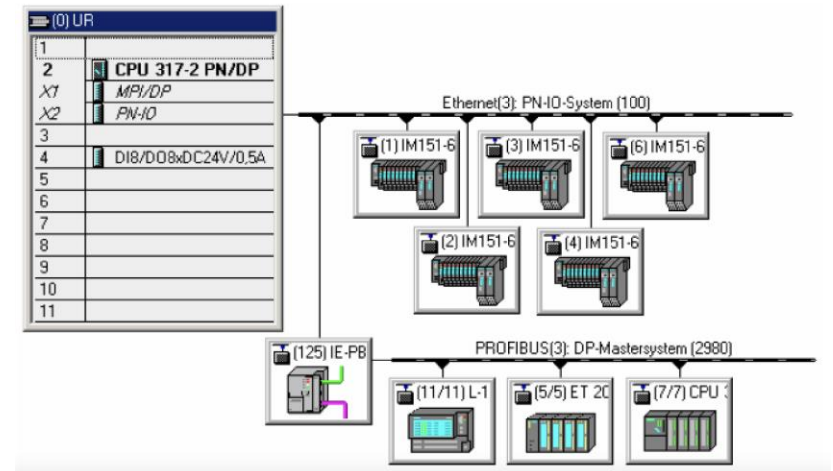 (0) UR
1
2 CPU 317-2 PN/DP
X1 MPI/DP
X2 PN-IO
3
4 DI8/DO8xDC24V/0,5A
5
6
7
8
9
10
11
Ethernet(3): PN-IO-System (100)
(1) IM151-6
(3) IM151-6
(6) IM151-6
(2) IM151-6
(4) IM151-6
(125) IE-PB
PROFIBUS(3): DP-Mastersystem (2980)
(11/11) L-1
(5/5) ET 20
(7/7) CPU 3